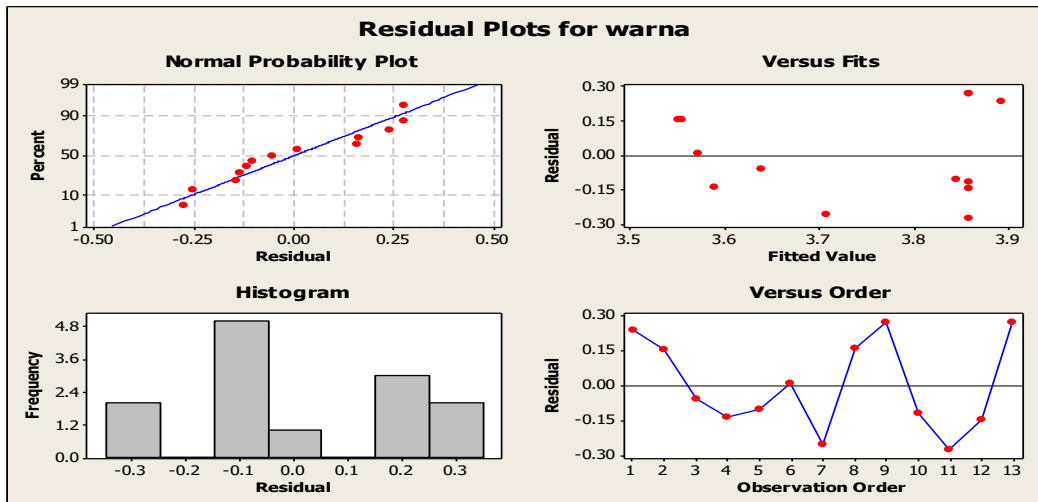 Residual Plots for warna
Normal Probability Plot
99
90
50
10
1
Percent
-0.50 -0.25 0.00 0.25 0.50
Residual
Versus Fits
0.30
0.15
0.00
-0.15
-0.30
Residual
3.5 3.6 3.7 3.8 3.9
Fitted Value
Histogram
4.8
3.6
2.4
1.2
0.0
Frequency
-0.3 -0.2 -0.1 0.0 0.1 0.2 0.3
Residual
Versus Order
0.30
0.15
0.00
-0.15
-0.30
Residual
1 2 3 4 5 6 7 8 9 10 11 12 13
Observation Order